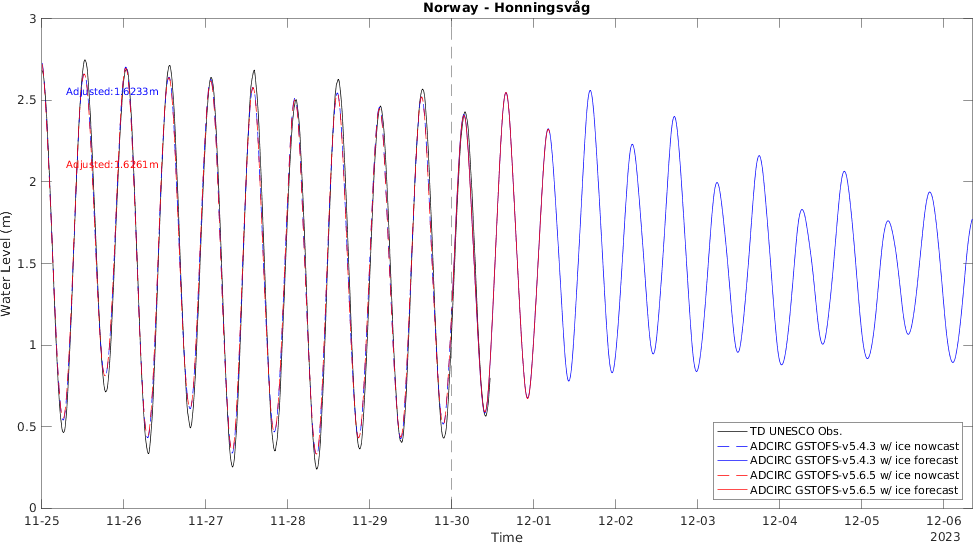 Norway - Honningsvåg
3
2.5
2
1.5
1
0.5
0
Water Level (m)
Adjusted:1.6233m
Adjusted:1.6261m
TD UNESCO Obs.
ADCIRC GSTOFS-v5.4.3 w/ ice nowcast
ADCIRC GSTOFS-v5.4.3 w/ ice forecast
ADCIRC GSTOFS-v5.6.5 w/ ice nowcast
ADCIRC GSTOFS-v5.6.5 w/ ice forecast
11-25 11-26 11-27 11-28 11-29 11-30 12-01 12-02 12-03 12-04 12-05 12-06
Time
2023